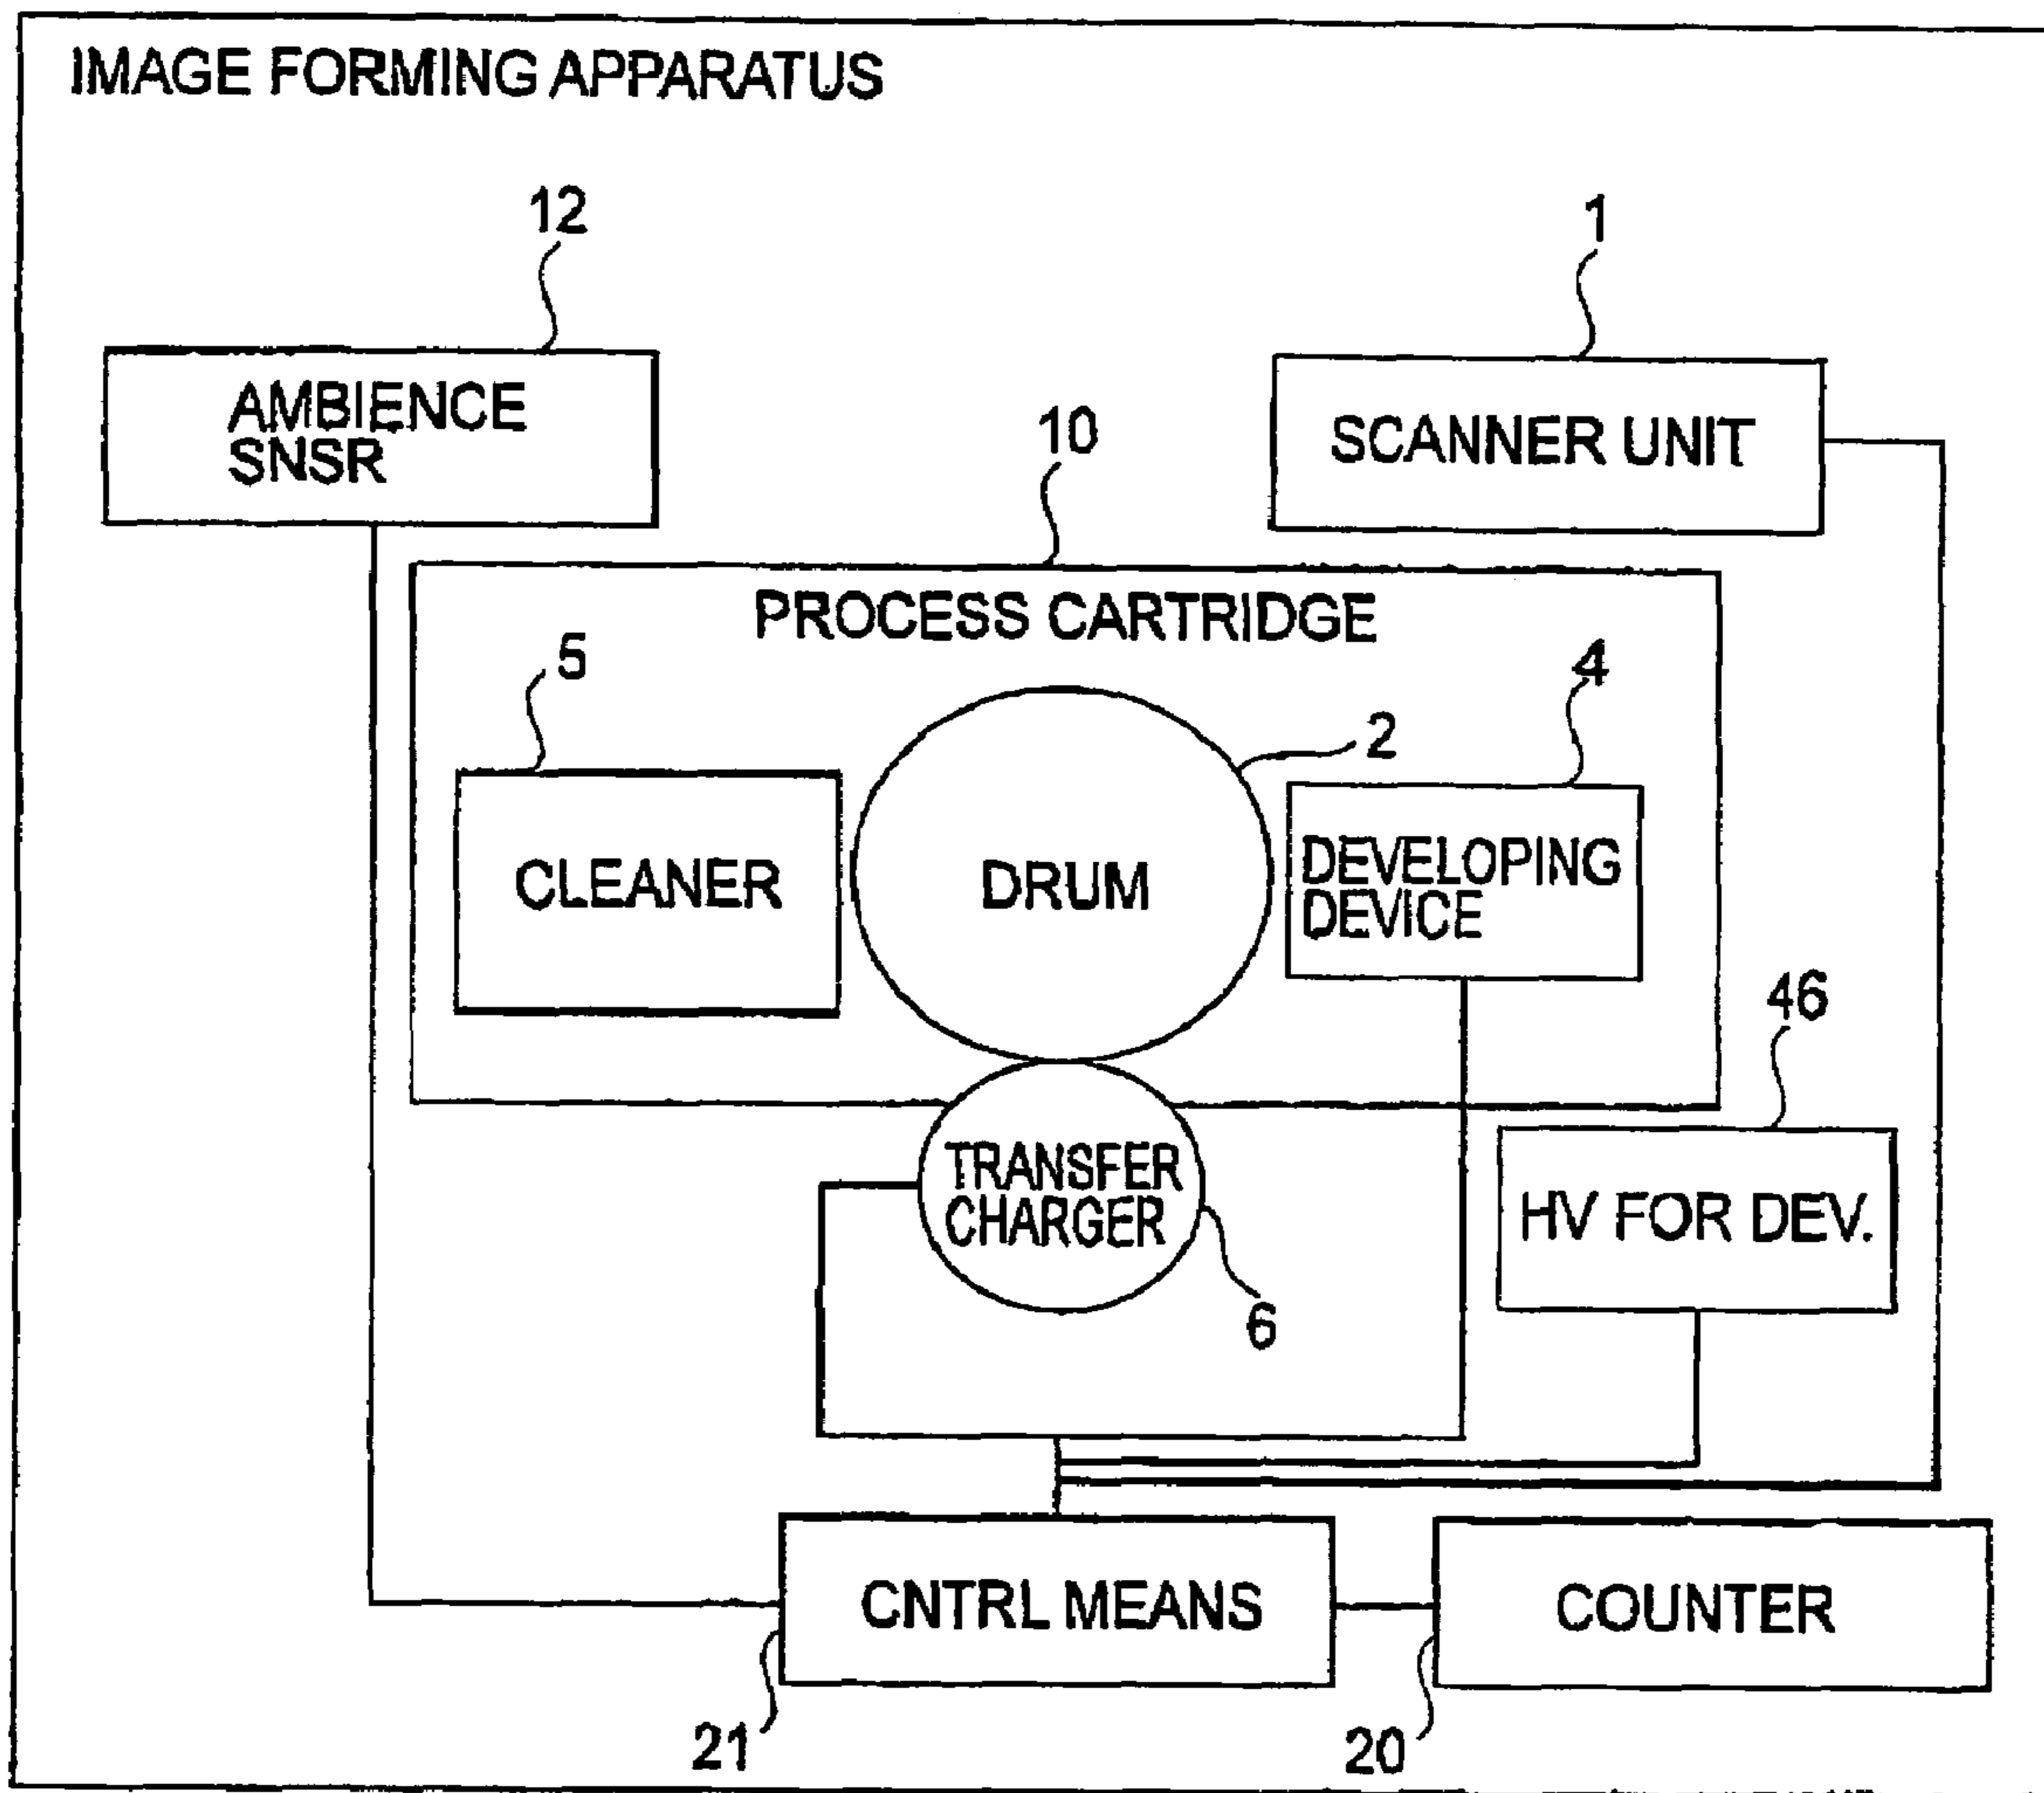 IMAGE FORMING APPARATUS
12
1
AMBIENCE
SNSR
10
SCANNER UNIT
PROCESS CARTRIDGE
5
4
2
CLEANER
DRUM
DEVELOPING
DEVICE
46
TRANSFER
CHARGER
HV FOR DEV.
6
CNTRL MEANS
COUNTER
21
20